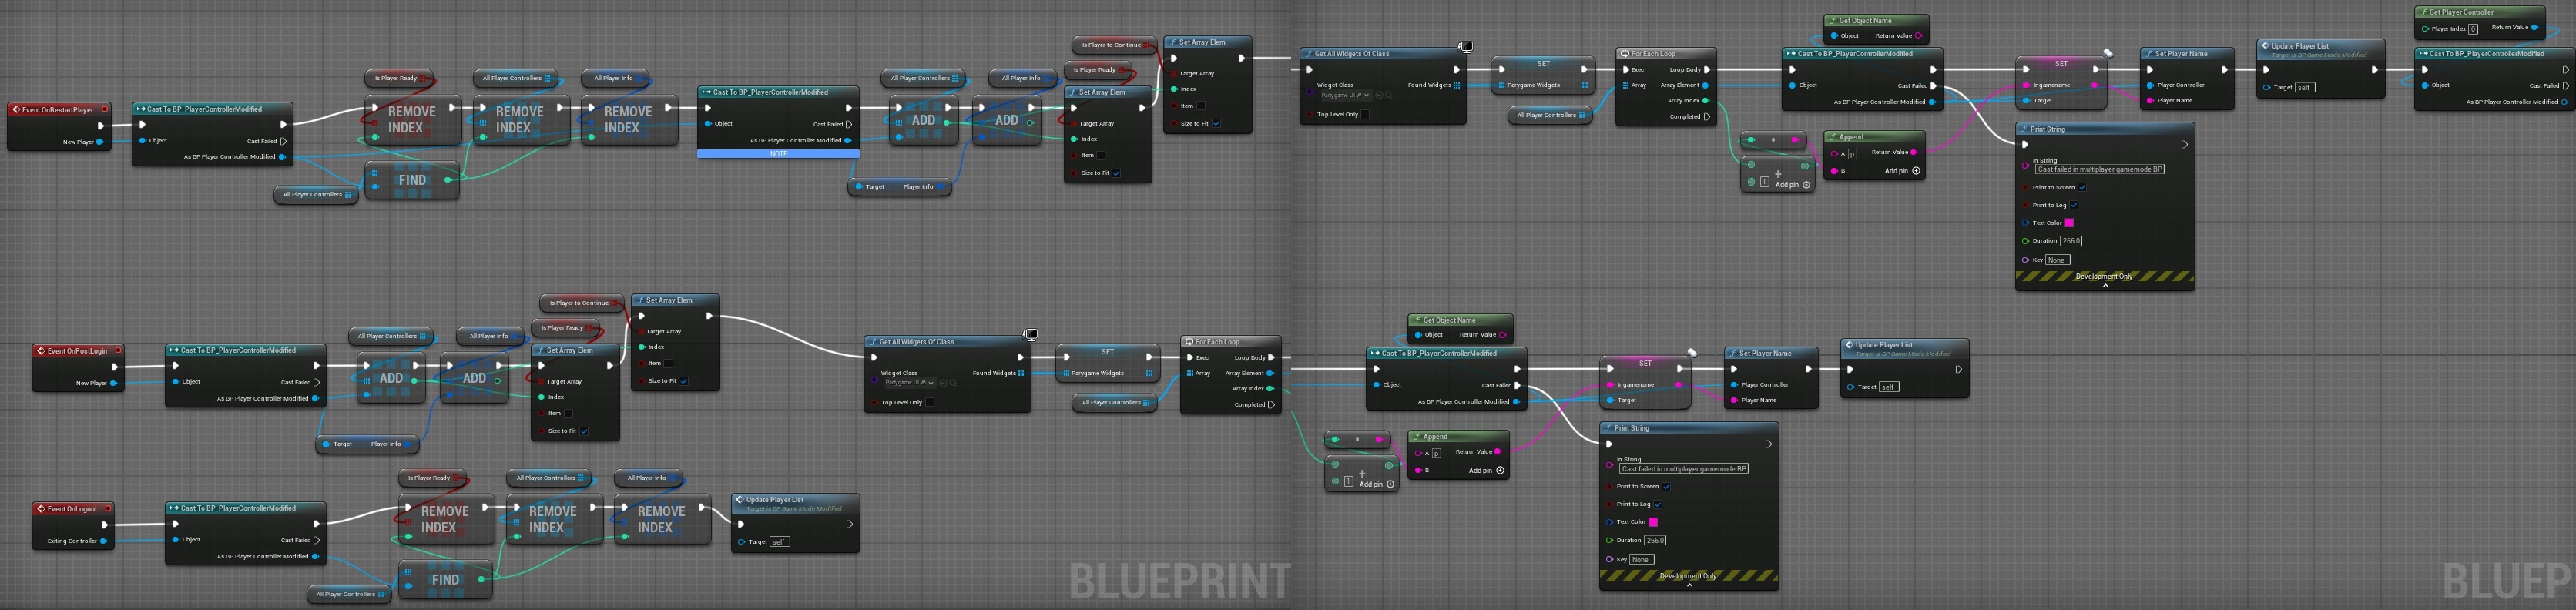 Event OnRestartPlayer
New Player
Cast To BP_PlayerControllerModified
Object
Cast Failed
As BP Player Controller Modified
All Player Controllers
Is Player Ready
REMOVE
INDEX
FIND
All Player Controllers
REMOVE
INDEX
All Player Info
REMOVE
INDEX
Cast To BP_PlayerControllerModified
Object
Cast Failed
As BP Player Controller Modified
NOTE
All Player Controllers
ADD
Target
Player Info
All Player Info
ADD
Is Player to Continue
Is Player Ready
Set Array Elem
Target Array
Index
Item
Size to Fit
Set Array Elem
Target Array
Index
Item
Size to Fit
Get All Widgets Of Class
Widget Class
Partygame UI W
Found Widgets
Top Level Only
SET
Parygame Widgets
All Player Controllers
For Each Loop
Exec
Loop Body
Array
Array Element
Array Index
Completed
1
+
Add pin
Append
A
p
Return Value
B
Add pin
Get Object Name
Object
Return Value
Cast To BP_PlayerControllerModified
Object
Cast Failed
As BP Player Controller Modified
SET
Ingamename
Target
Print String
In String
Cast failed in multiplayer gamemode BP
Print to Screen
Print to Log
Text Color
Duration
266,0
Key
None
Development Only
Set Player Name
Player Controller
Player Name
Update Player List
Target is BP Game Mode Modified
Target
self
Get Player Controller
Player Index
0
Return Value
Cast To BP_PlayerControllerModified
Object
Cast Failed
As BP Player Controller Modified
Event OnPostLogin
New Player
Cast To BP_PlayerControllerModified
Object
Cast Failed
As BP Player Controller Modified
All Player Controllers
ADD
Target
Player Info
All Player Info
ADD
Is Player to Continue
Is Player Ready
Set Array Elem
Target Array
Index
Item
Size to Fit
Set Array Elem
Target Array
Index
Item
Size to Fit
Get All Widgets Of Class
Widget Class
Partygame UI W
Found Widgets
Top Level Only
SET
Parygame Widgets
All Player Controllers
For Each Loop
Exec
Loop Body
Array
Array Element
Array Index
Completed
1
+
Add pin
Append
A
p
Return Value
B
Add pin
Get Object Name
Object
Return Value
Cast To BP_PlayerControllerModified
Object
Cast Failed
As BP Player Controller Modified
SET
Ingamename
Target
Print String
In String
Cast failed in multiplayer gamemode BP
Print to Screen
Print to Log
Text Color
Duration
266,0
Key
None
Development Only
Set Player Name
Player Controller
Player Name
Update Player List
Target is BP Game Mode Modified
Target
self
Event OnLogout
Exiting Controller
Cast To BP_PlayerControllerModified
Object
Cast Failed
As BP Player Controller Modified
All Player Controllers
Is Player Ready
REMOVE
INDEX
FIND
All Player Controllers
REMOVE
INDEX
All Player Info
REMOVE
INDEX
Update Player List
Target is BP Game Mode Modified
Target
self
BLUEPRINT
BLUEP